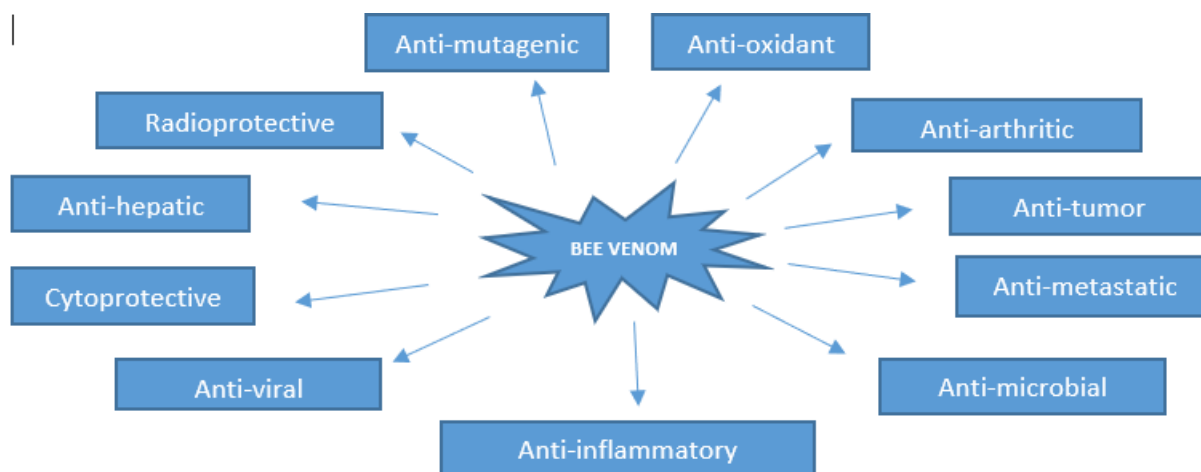 Anti-mutagenic
Anti-oxidant
Radioprotective
Anti-arthritic
Anti-hepatic
Anti-tumor
BEE VENOM
Cytoprotective
Anti-metastatic
Anti-viral
Anti-microbial
Anti-inflammatory